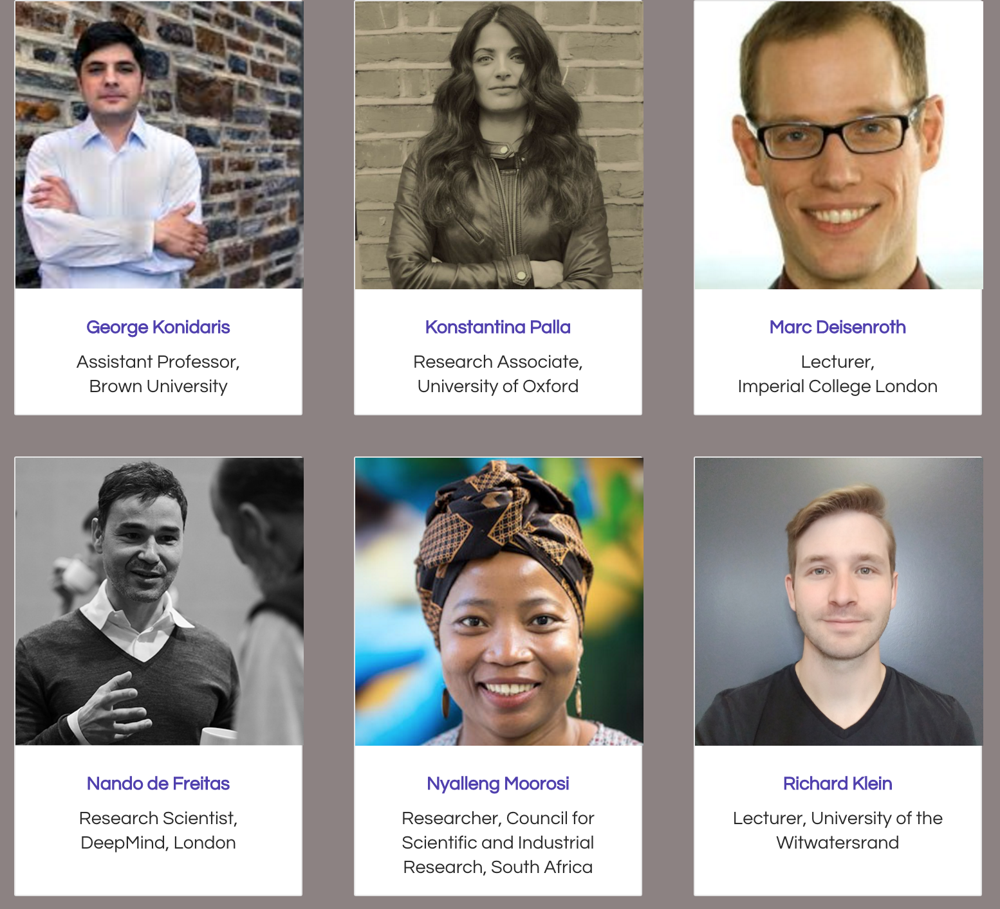 George Konidaris
Assistant Professor,
Brown University
Konstantina Palla
Research Associate,
University of Oxford
Marc Deisenroth
Lecturer,
Imperial College London
Nando de Freitas
Research Scientist,
DeepMind, London
Nyalleng Moorosi
Researcher, Council for
Scientific and Industrial
Research, South Africa
Richard Klein
Lecturer, University of the
Witwatersrand